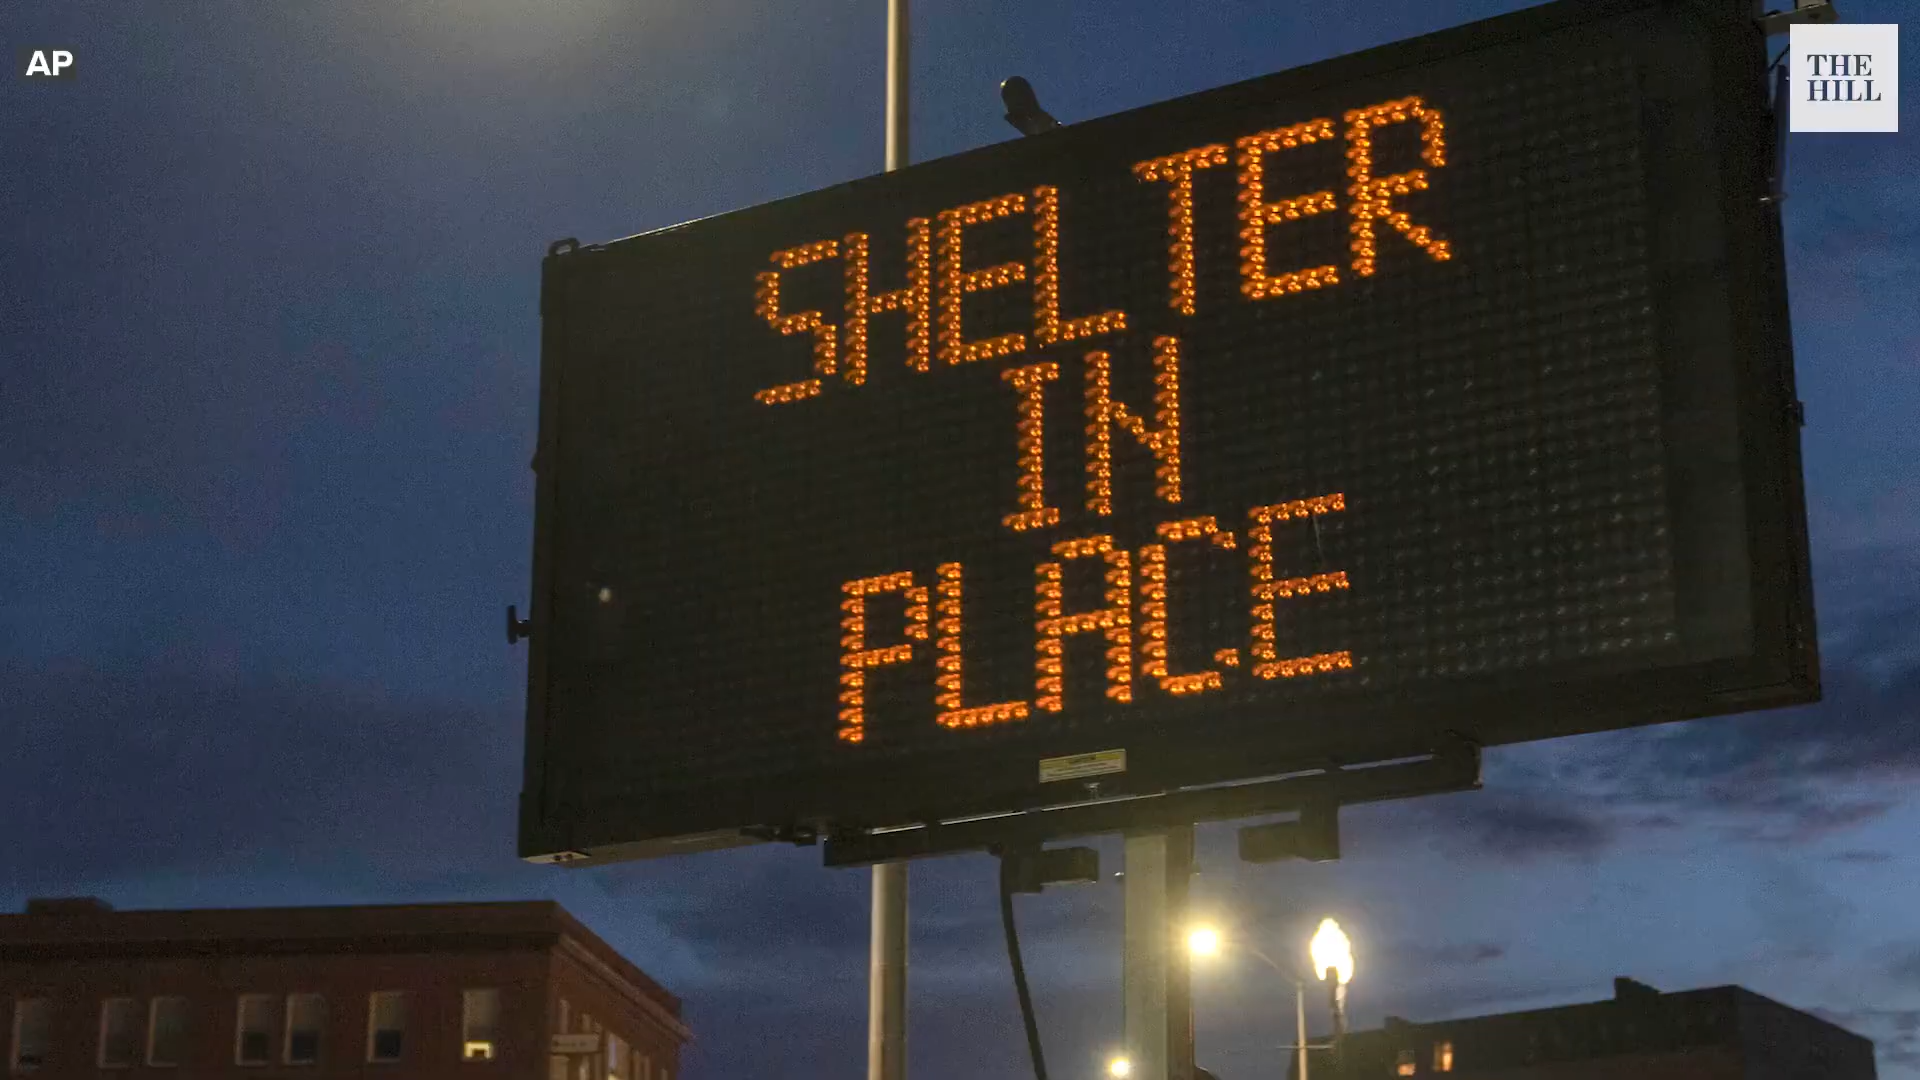 AP
THE
HILL
SHELTER
IN
PLACE